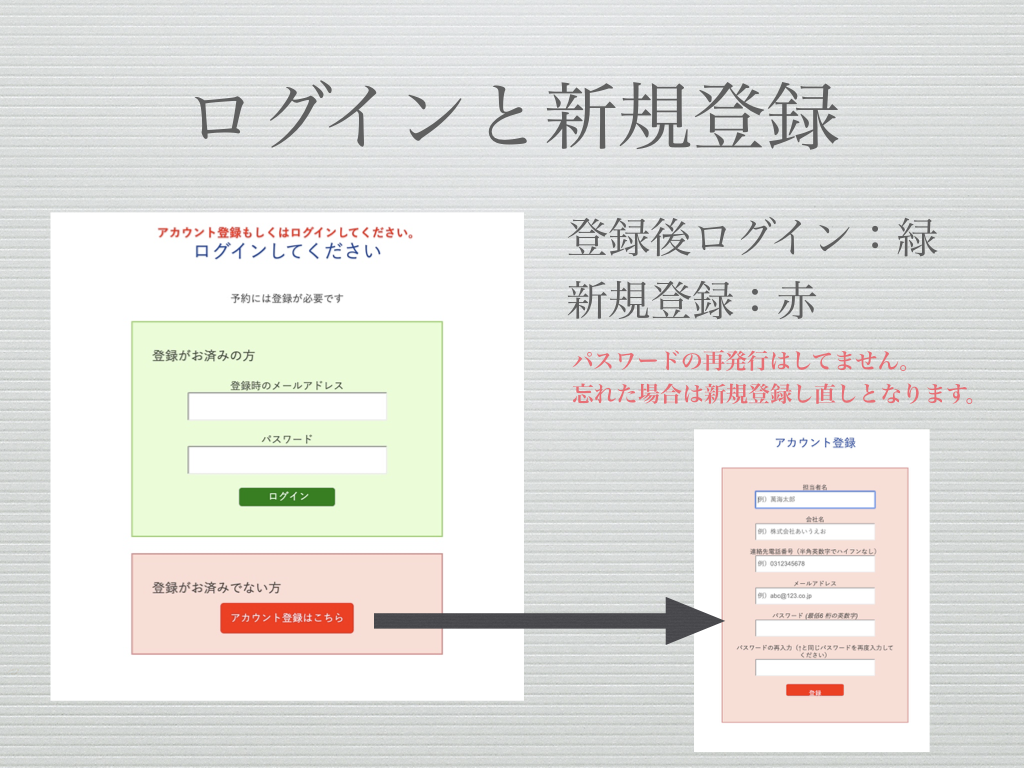 ログインと新規登録
アカウント登録もしくはログインしてください。
ログインしてください
予約には登録が必要です
登録がお済みの方
登録時のメールアドレス
パスワード
ログイン
登録がお済みでない方
アカウント登録はこちら
登録後ログイン：緑
新規登録：赤
パスワードの再発行はしてません。
忘れた場合は新規登録し直しとなります。
アカウント登録
担当者名
例）
会社名
例）株式会社あいうえお
連絡先電話番号（半角英数字でハイフンなし）
例）0312345678
メールアドレス
例）abc@123.co.jp
パスワード (最低6 桁の英数字)
パスワードの再入力（↑と同じパスワードを再度入力して
ください）
登録